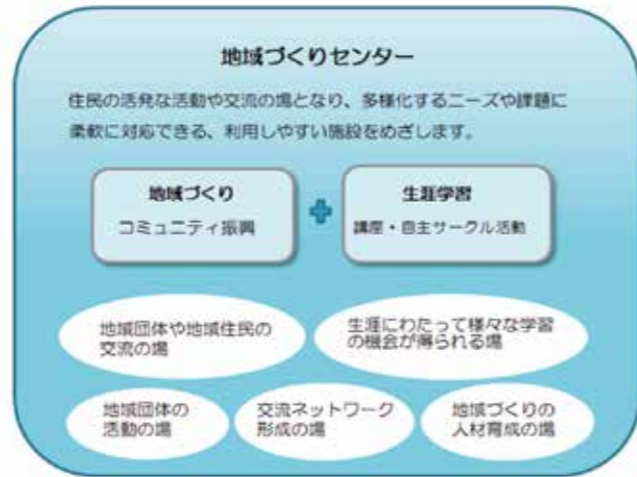 地域づくりセンター
住民の活発な活動や交流の場となり、多様化するニーズや課題に
柔軟に対応できる、利用しやすい施設をめざします。
地域づくり
コミュニティ振興
生涯学習
講座・自主サークル活動
地域団体や地域住民の
交流の場
生涯にわたって様々な学習
の機会が得られる場
地域団体の
活動の場
交流ネットワーク
形成の場
地域づくりの
人材育成の場